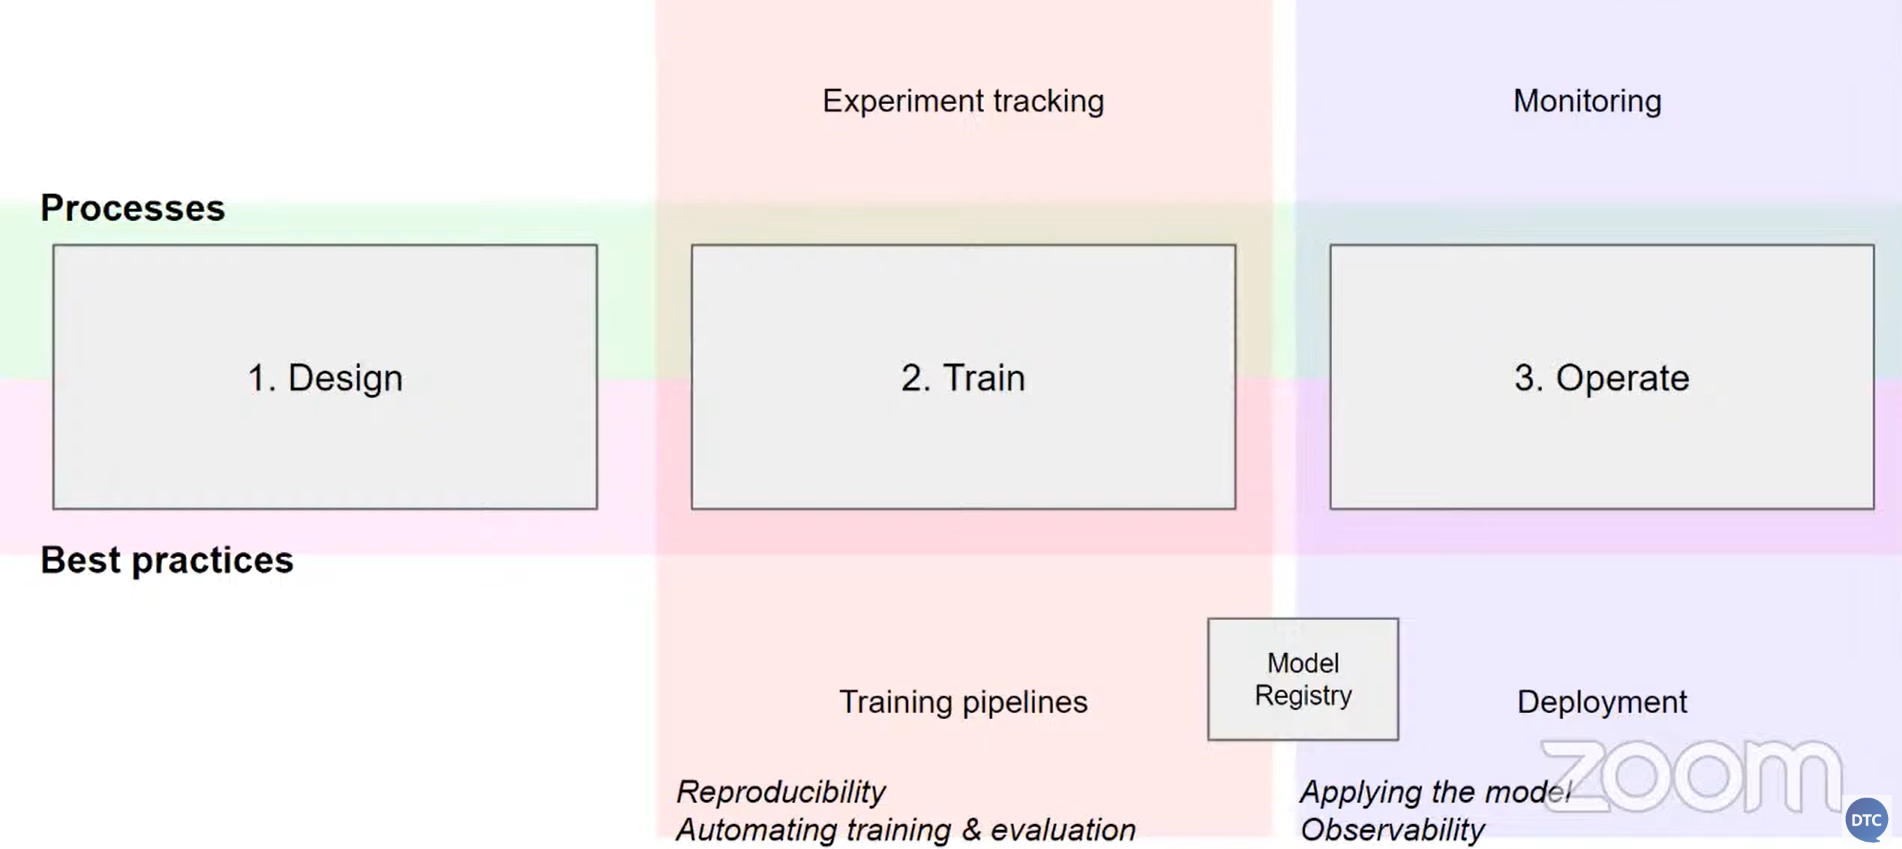 Experiment tracking
Monitoring
Processes
1. Design
2. Train
3. Operate
Best practices
Model
Registry
Training pipelines
Deployment
Reproducibility
Automating training & evaluation
Applying the model
Observability
zoom
DTC